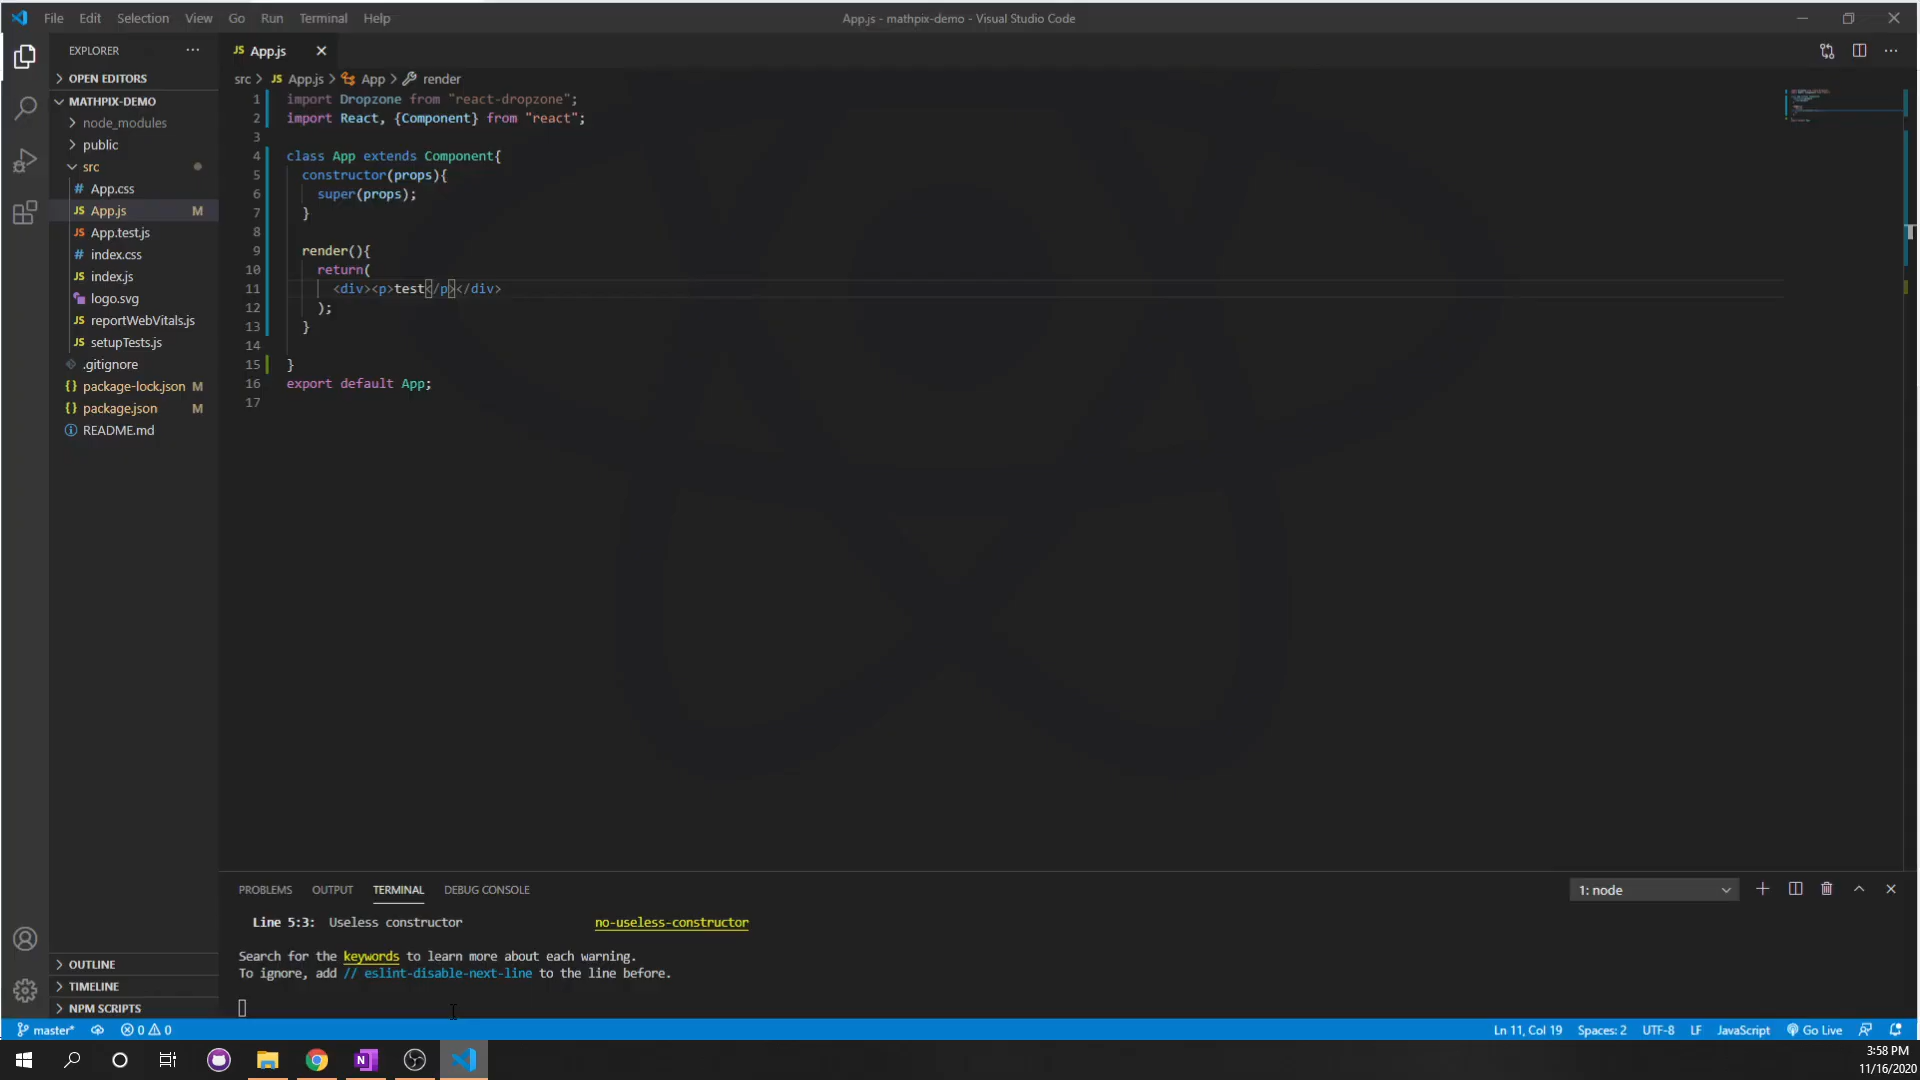 File Edit Selection View Go Run Terminal Help
App.js - mathpix-demo - Visual Studio Code
EXPLORER
OPEN EDITORS
MATHPIX-DEMO
node_modules
public
src
# App.css
JS App.js M
JS App.test.js
# index.css
JS index.js
logo.svg
JS reportWebVitals.js
JS setupTests.js
.gitignore
{} package-lock.json M
{} package.json M
README.md
OUTLINE
TIMELINE
NPM SCRIPTS
JS App.js
src > JS App.js > App > render
1 import Dropzone from "react-dropzone";
2 import React, {Component} from "react";
3
4 class App extends Component{
5 constructor(props){
6 super(props);
7 }
8
9 render(){
10 return(
11 <div><p>test</p></div>
12 );
13 }
14
15 }
16 export default App;
17
PROBLEMS OUTPUT TERMINAL DEBUG CONSOLE
1: node
Line 5:3: Useless constructor no-useless-constructor
Search for the keywords to learn more about each warning.
To ignore, add // eslint-disable-next-line to the line before.
master* 0 0
Ln 11, Col 19 Spaces: 2 UTF-8 LF JavaScript Go Live
3:58 PM
11/16/2020